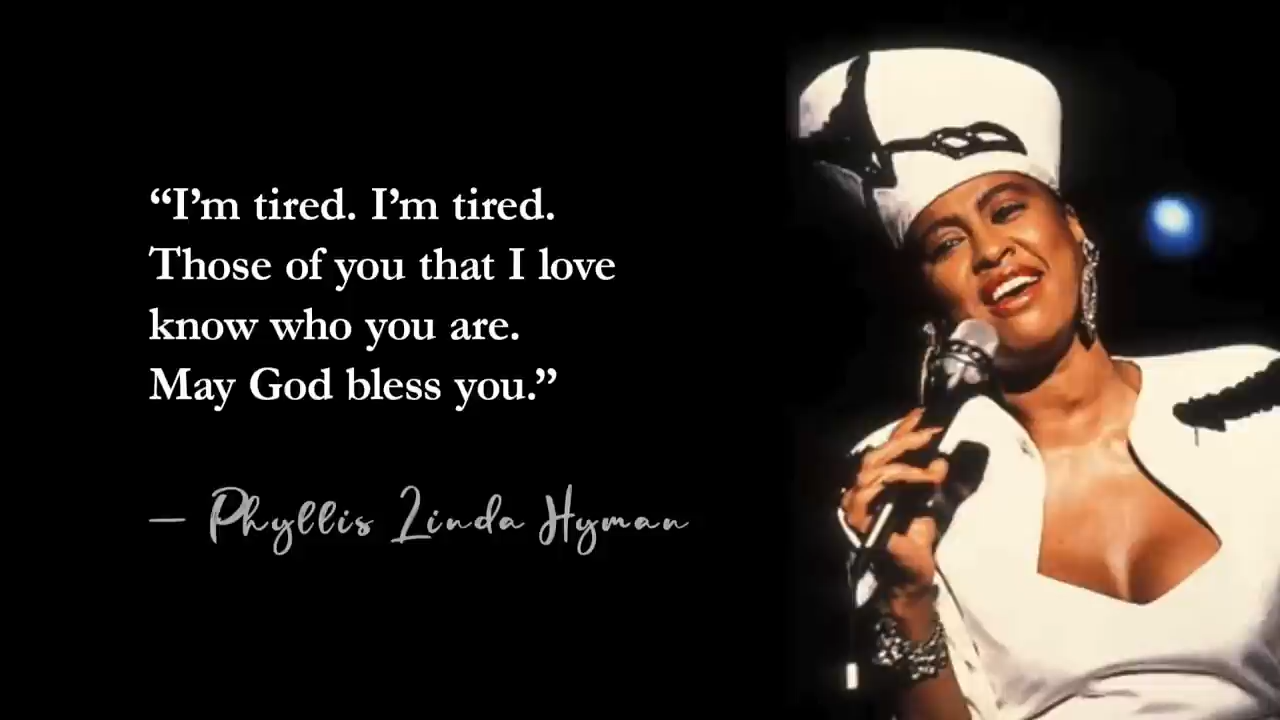 “I’m tired. I’m tired.
Those of you that I love
know who you are.
May God bless you.”
– Phyllis Linda Hyman